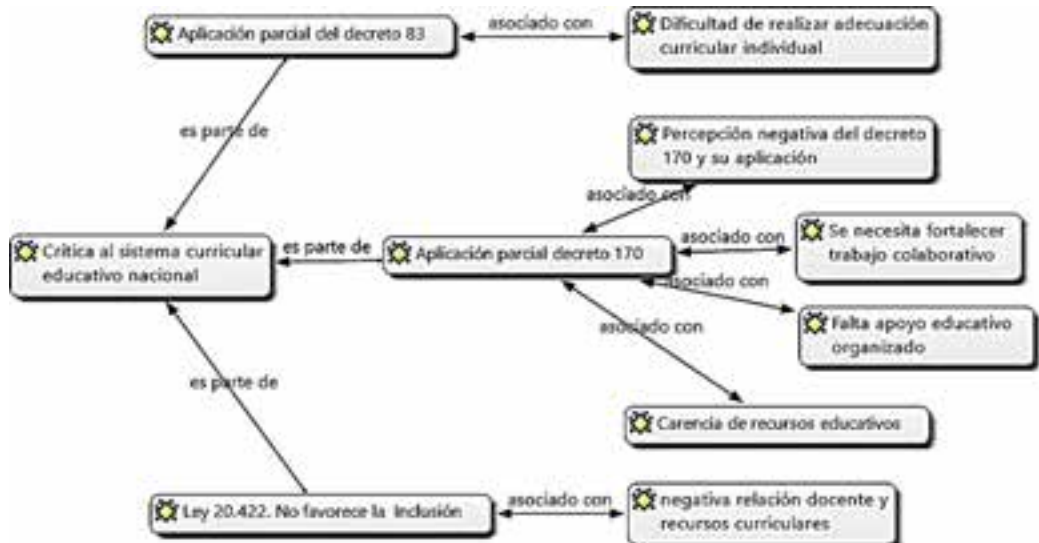 Aplicación parcial del decreto 83
asociado con
Dificultad de realizar adecuación
curricular individual
es parte de
Percepción negativa del decreto
170 y su aplicación
asociado con
Crítica al sistema curricular
educativo nacional
es parte de
Aplicación parcial decreto 170
asociado con
Se necesita fortalecer
trabajo colaborativo
asociado con
Falta apoyo educativo
organizado
asociado con
Carencia de recursos educativos
es parte de
Ley 20.422. No favorece la Inclusión
asociado con
negativa relación docente y
recursos curriculares